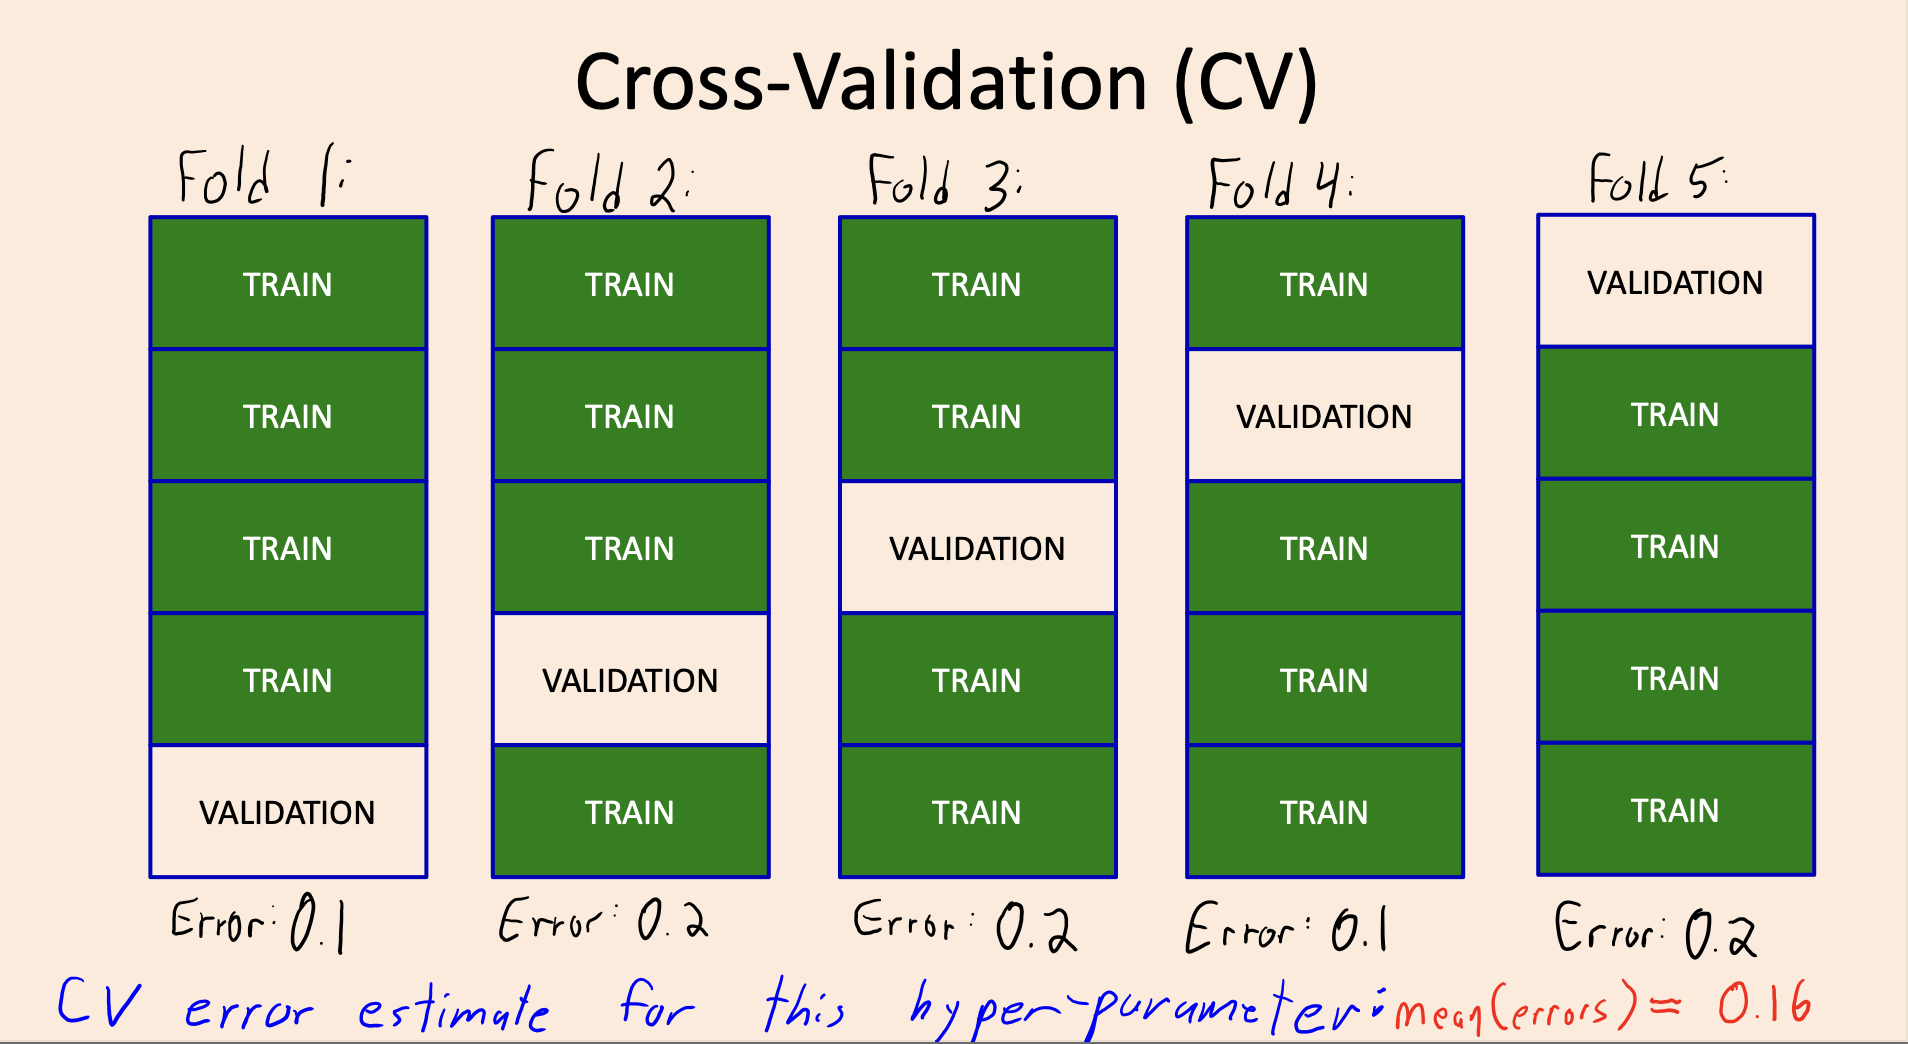 Cross-Validation (CV)
Fold 1: Fold 2: Fold 3: Fold 4: Fold 5:
TRAIN TRAIN TRAIN TRAIN VALIDATION
TRAIN TRAIN TRAIN VALIDATION TRAIN
TRAIN TRAIN VALIDATION TRAIN TRAIN
TRAIN VALIDATION TRAIN TRAIN TRAIN
VALIDATION TRAIN TRAIN TRAIN TRAIN
Error: 0.1 Error: 0.2 Error: 0.2 Error: 0.1 Error: 0.2
CV error estimate for this hyper-parameter: mean(errors) = 0.16